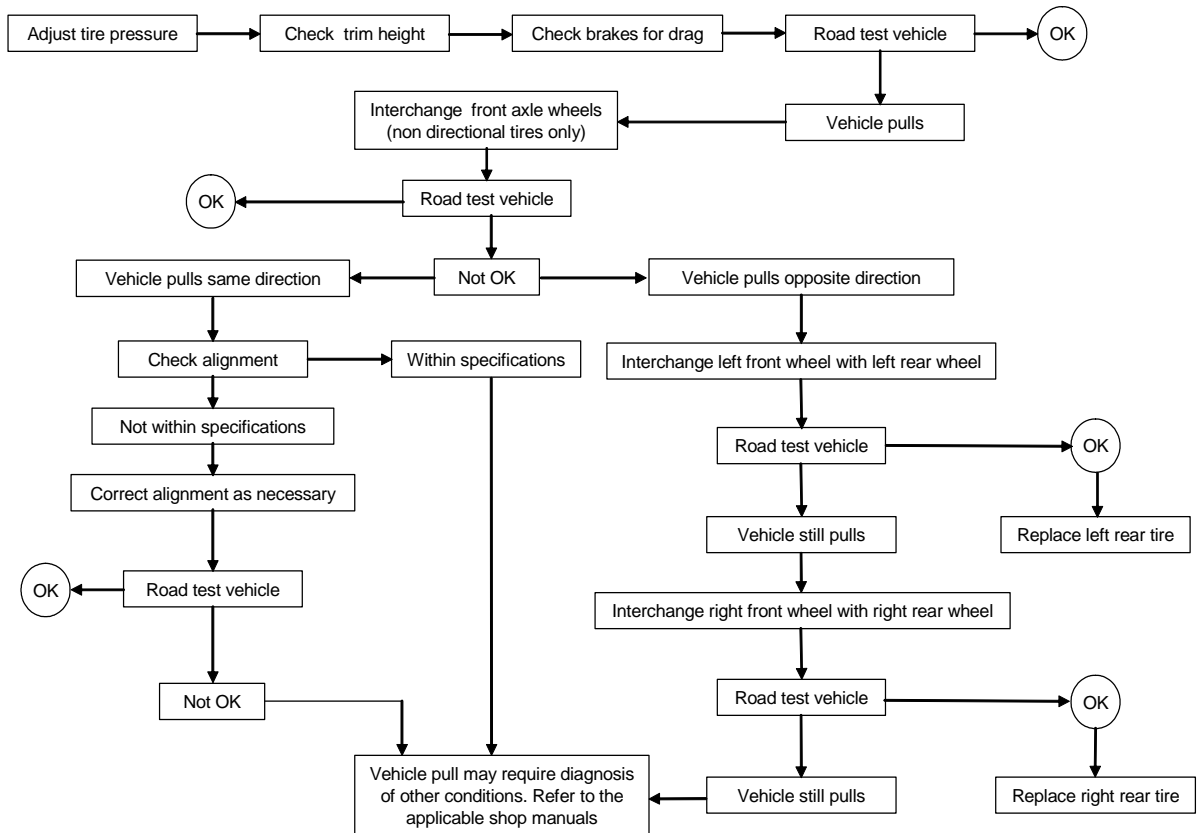 Adjust tire pressure
Check trim height
Check brakes for drag
Road test vehicle
OK
Interchange front axle wheels
(non directional tires only)
Vehicle pulls
OK
Road test vehicle
Vehicle pulls same direction
Not OK
Vehicle pulls opposite direction
Check alignment
Within specifications
Interchange left front wheel with left rear wheel
Not within specifications
Road test vehicle
OK
Correct alignment as necessary
Vehicle still pulls
Replace left rear tire
OK
Road test vehicle
Interchange right front wheel with right rear wheel
Not OK
Road test vehicle
OK
Vehicle pull may require diagnosis
of other conditions. Refer to the
applicable shop manuals
Vehicle still pulls
Replace right rear tire